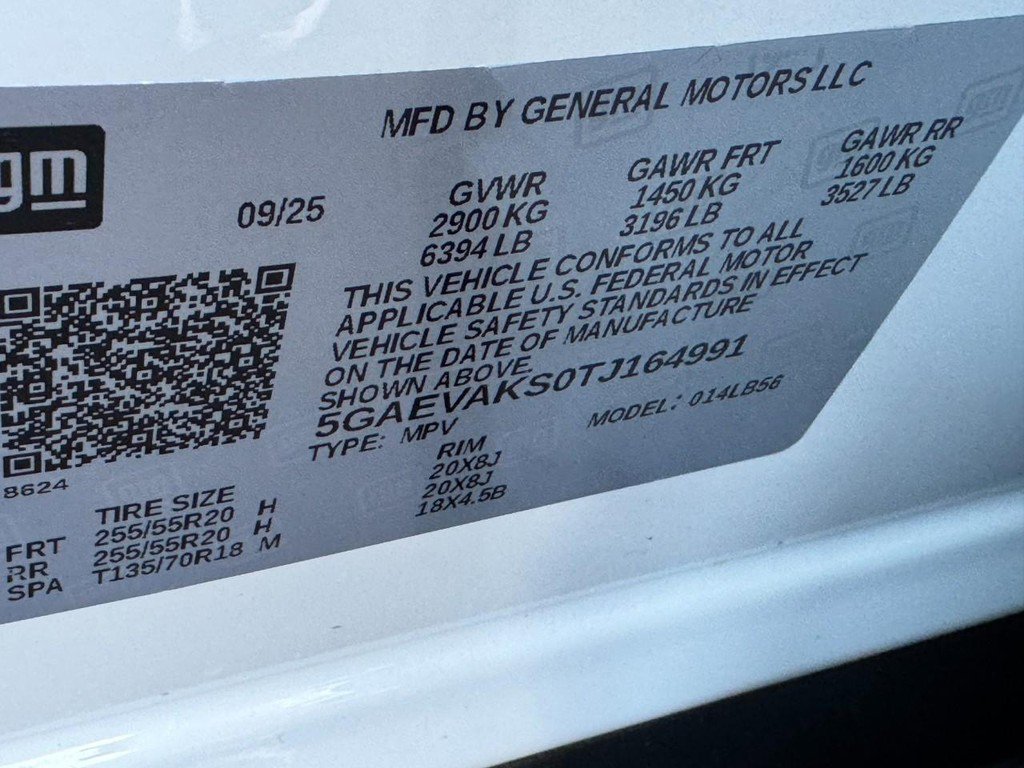 MFD BY GENERAL MOTORS LLC
gm
09/25
GVWR GAWR FRT GAWR RR
2900 KG 1450 KG 1600 KG
6394 LB 3196 LB 3527 LB
THIS VEHICLE CONFORMS TO ALL
APPLICABLE U.S. FEDERAL MOTOR
VEHICLE SAFETY STANDARDS IN EFFECT
ON THE DATE OF MANUFACTURE
SHOWN ABOVE.
5GAEVAKS0TJ164991
TYPE: MPV MODEL: 014LB56
8624
TIRE SIZE RIM
FRT 255/55R20 H 20X8J
RR 255/55R20 H 20X8J
SPA T135/70R18 M 18X4.5B